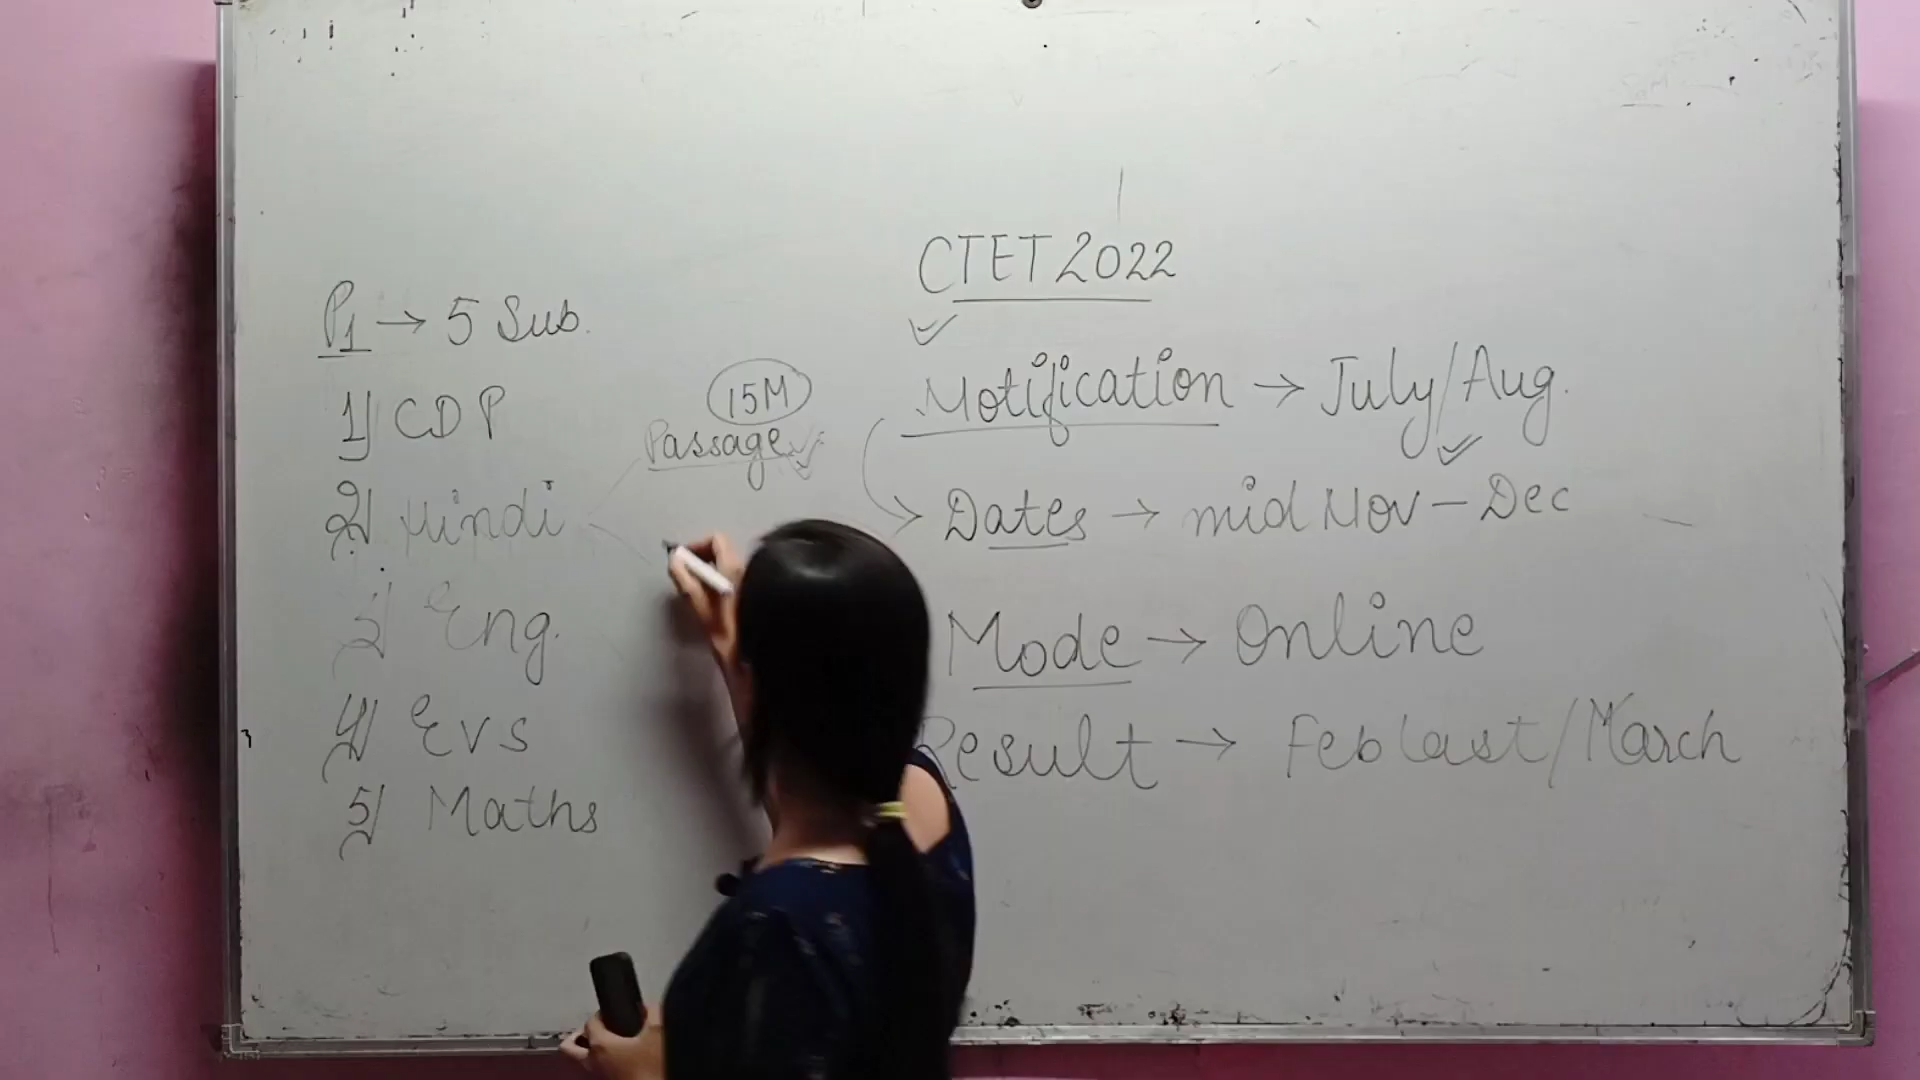 CTET 2022
P1 → 5 Sub.
1) CDP
2) Hindi
15M
Passage
3) Eng.
4) EVS
5) Maths
Notification → July/Aug.
Dates → mid Nov - Dec
Mode → Online
Result → Feb last/March